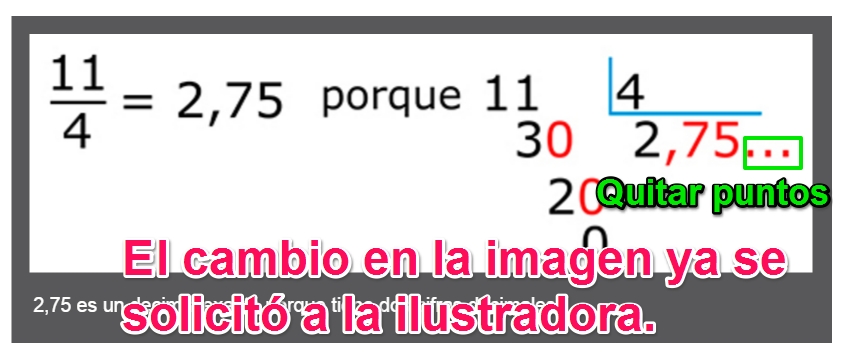 11/4 = 2,75 porque 11 | 4
30 2,75...
20 Quitar puntos
0
El cambio en la imagen ya se
2,75 es un
solicitó a la ilustradora.